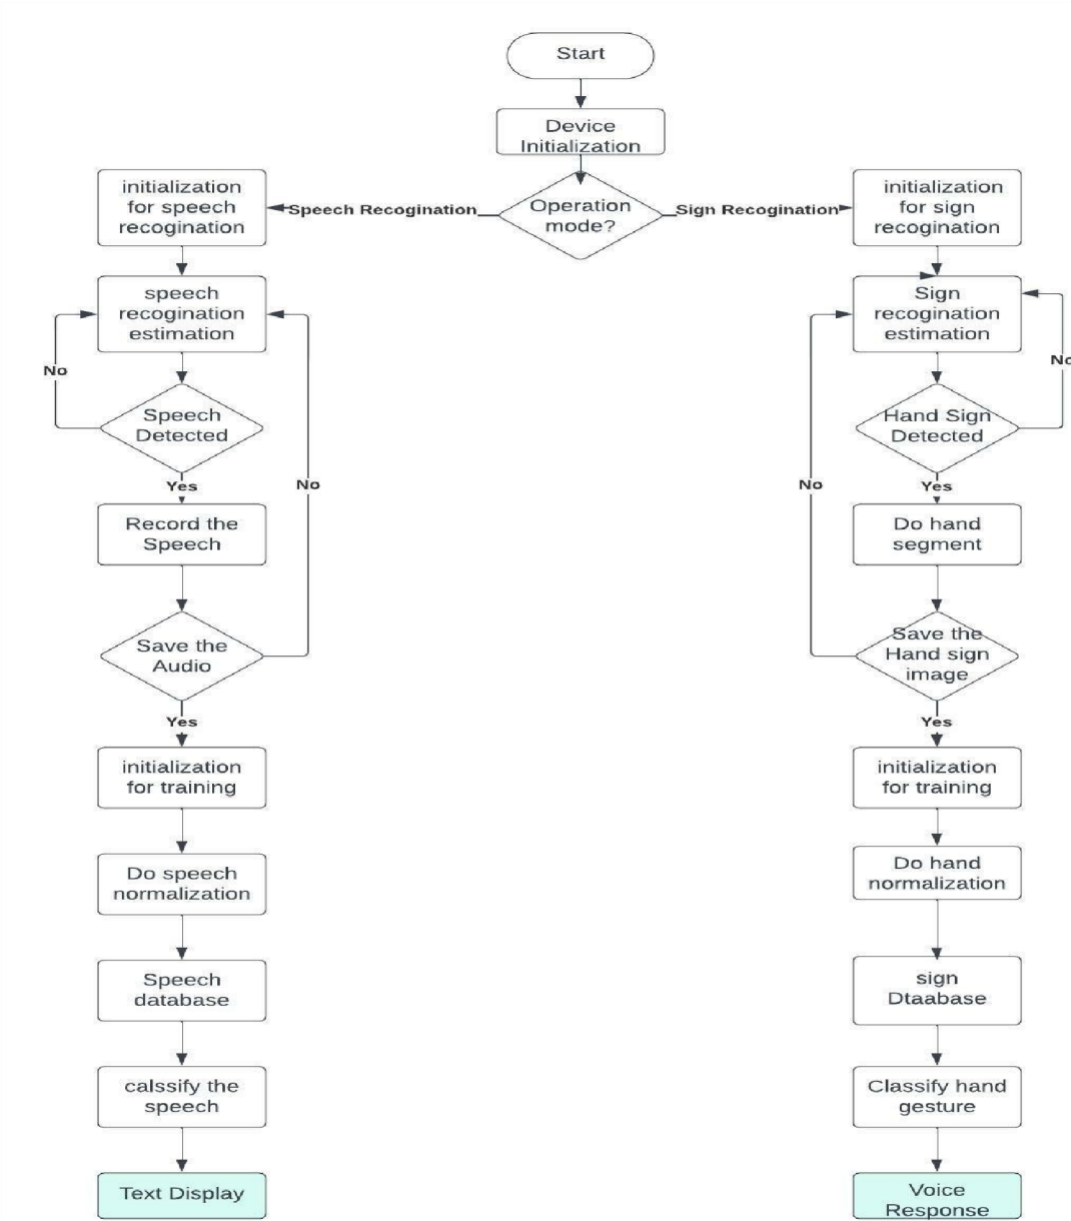 Start
Device
Initialization
Operation
mode?
Speech Recogination
Sign Recogination
initialization
for speech
recogination
speech
recogination
estimation
No
Speech
Detected
Yes
No
Record the
Speech
Save the
Audio
Yes
initialization
for training
Do speech
normalization
Speech
database
calssify the
speech
Text Display
initialization
for sign
recogination
Sign
recogination
estimation
No
Hand Sign
Detected
Yes
No
Do hand
segment
Save the
Hand sign
image
Yes
initialization
for training
Do hand
normalization
sign
Dtaabase
Classify hand
gesture
Voice
Response